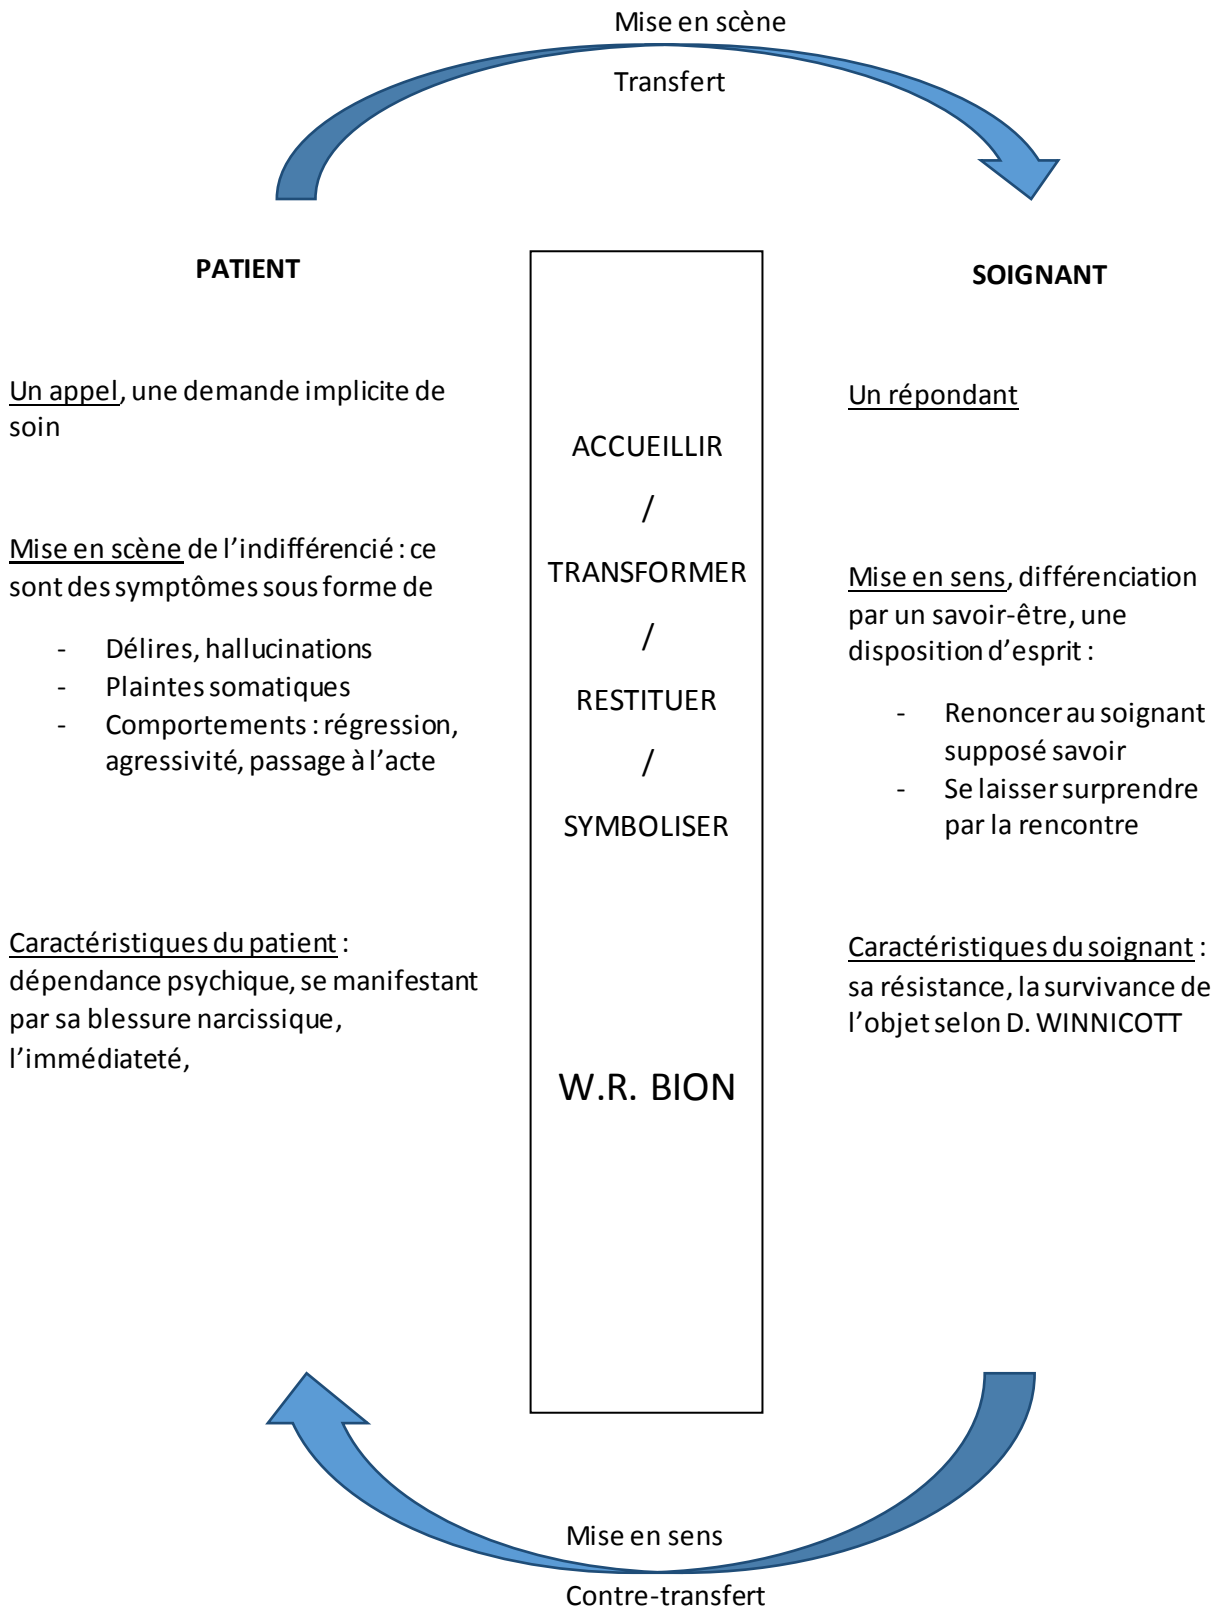 Mise en scène
Transfert
PATIENT
Un appel, une demande implicite de
soin
Mise en scène de l’indifférencié : ce
sont des symptômes sous forme de
- Délires, hallucinations
- Plaintes somatiques
- Comportements : régression,
agressivité, passage à l’acte
Caractéristiques du patient :
dépendance psychique, se manifestant
par sa blessure narcissique,
l’immédiateté,
ACCUEILLIR
/
TRANSFORMER
/
RESTITUER
/
SYMBOLISER
W.R. BION
SOIGNANT
Un répondant
Mise en sens, différenciation
par un savoir-être, une
disposition d’esprit :
- Renoncer au soignant
supposé savoir
- Se laisser surprendre
par la rencontre
Caractéristiques du soignant :
sa résistance, la survivance de
l’objet selon D. WINNICOTT
Mise en sens
Contre-transfert